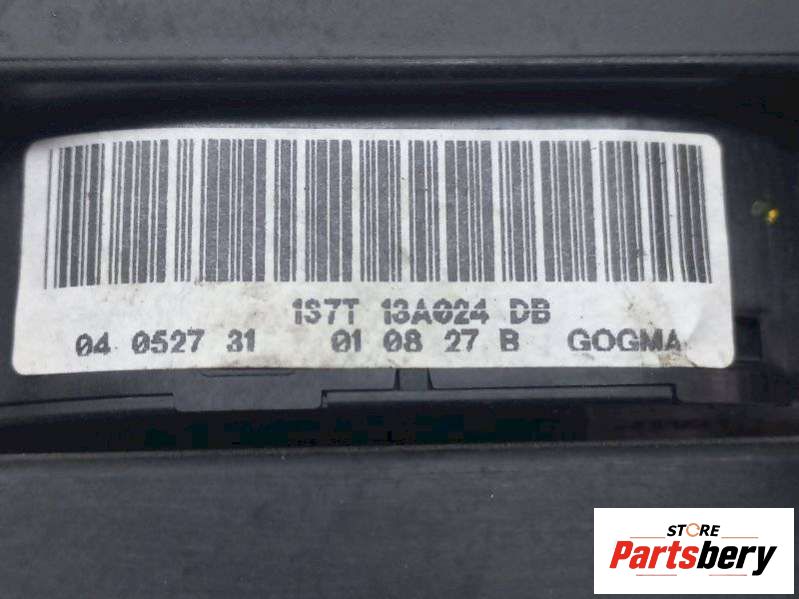 1S7T 13A024 DB
04 0527 31 01 08 27 B GOGMA
STORE
Partsbery